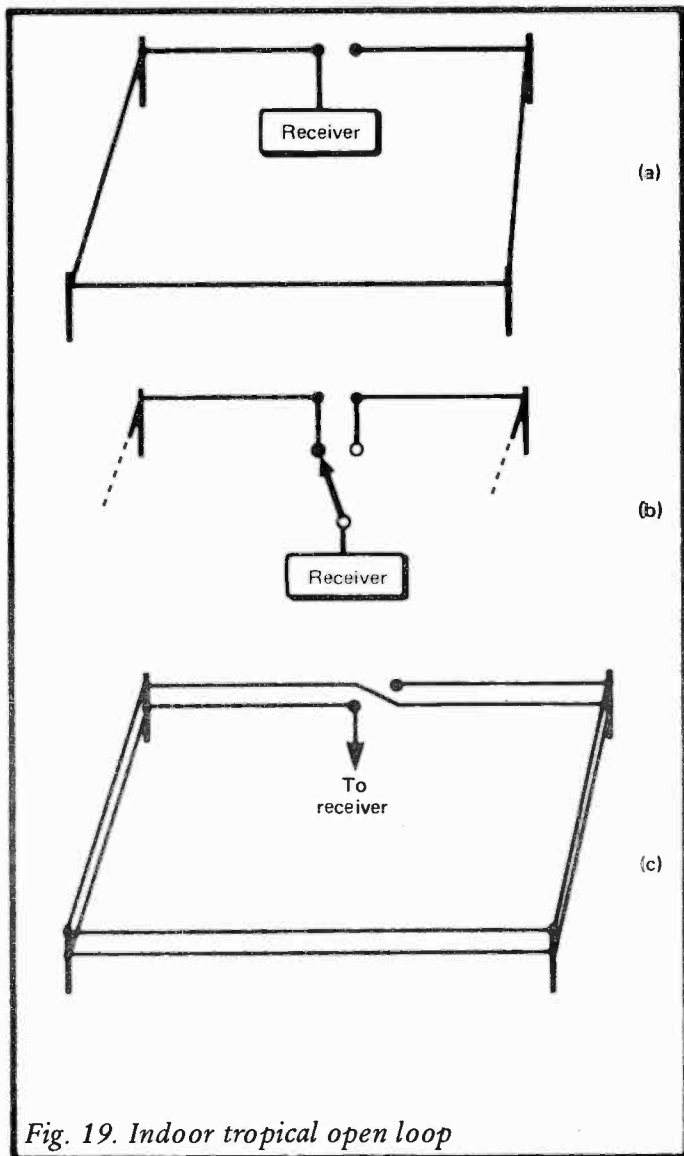 Receiver
(a)
(b)
Receiver
To
receiver
(c)
Fig. 19. Indoor tropical open loop